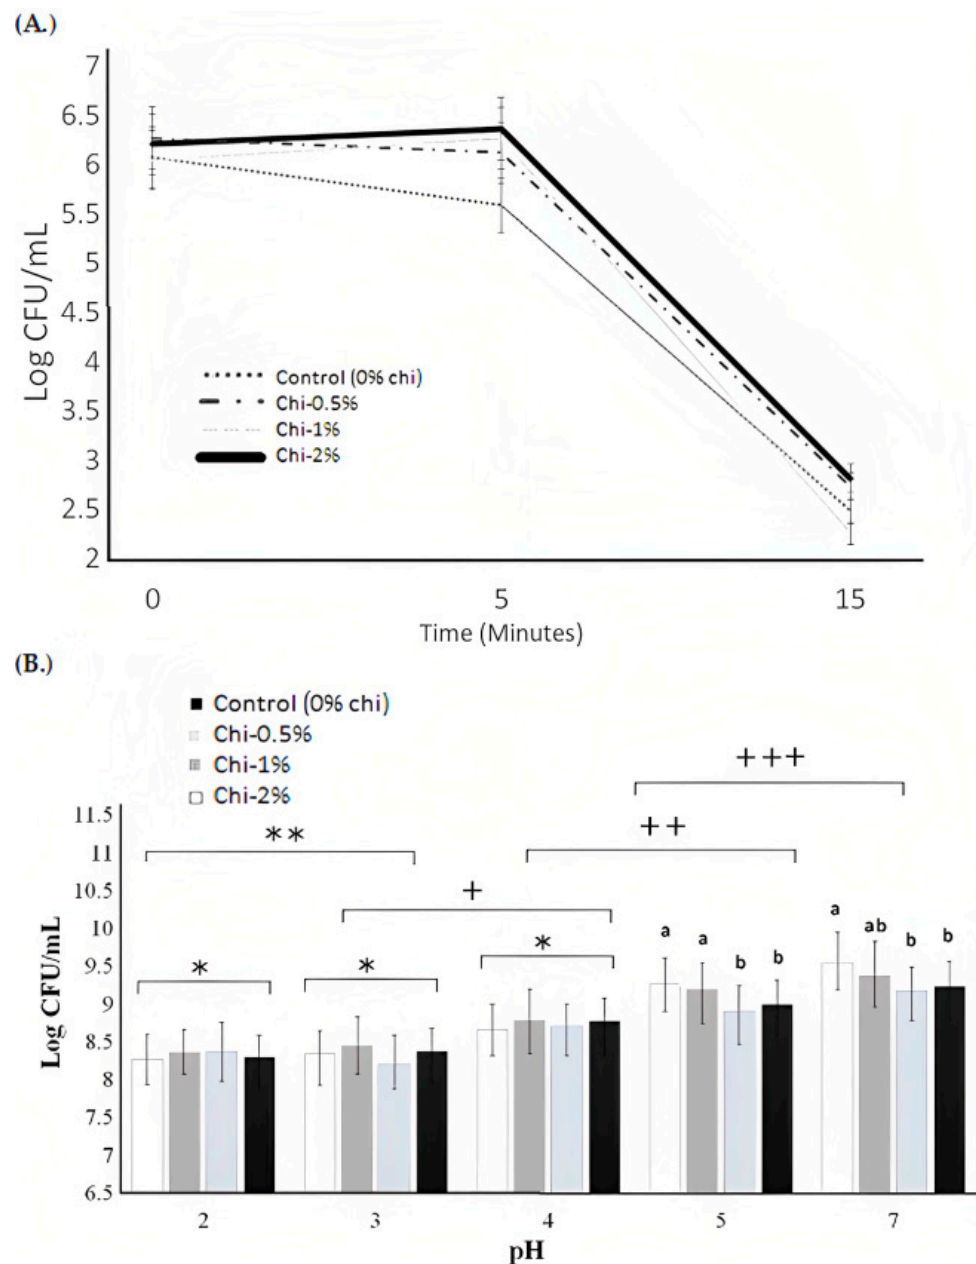 (A.)
7
6.5
6
5.5
5
4.5
4
3.5
3
2.5
2
Log CFU/mL
Control (0% chi)
Chi-0.5%
Chi-1%
Chi-2%
0 5 15
Time (Minutes)
(B.)
Control (0% chi)
Chi-0.5%
Chi-1%
Chi-2%
+++
++
**
+
*
*
*
a a b b
a ab b b
11.5
11
10.5
10
9.5
9
8.5
8
7.5
7
6.5
Log CFU/mL
2 3 4 5 7
pH